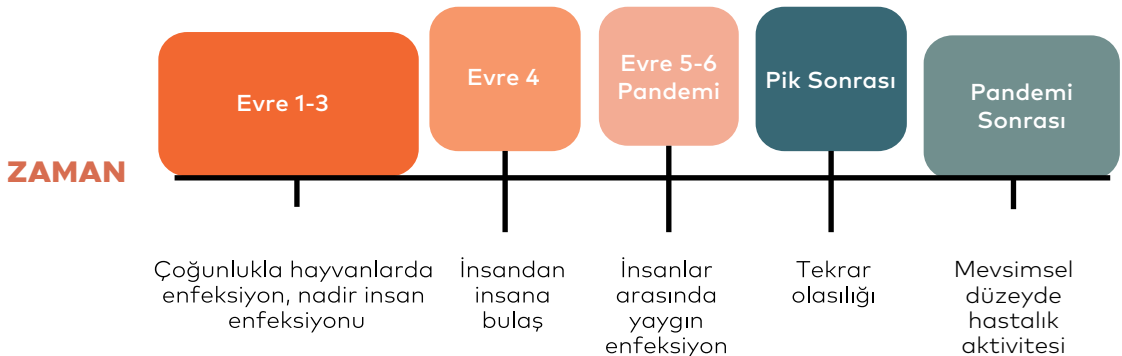 Evre 1-3
Evre 4
Evre 5-6
Pandemi
Pik Sonrası
Pandemi
Sonrası
ZAMAN
Çoğunlukla hayvanlarda
enfeksiyon, nadir insan
enfeksiyonu
İnsandan
insana
bulaş
İnsanlar
arasında
yaygın
enfeksiyon
Tekrar
olasılığı
Mevsimsel
düzeyde
hastalık
aktivitesi